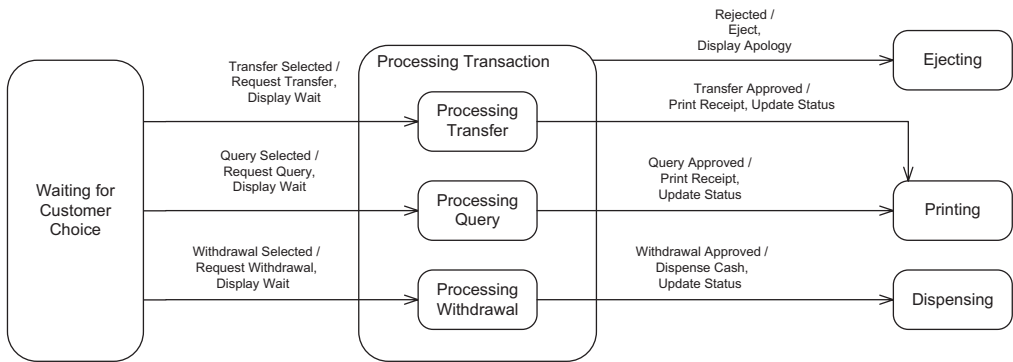 Rejected /
Eject,
Display Apology
Ejecting
Processing Transaction
Transfer Selected /
Request Transfer,
Display Wait
Transfer Approved /
Print Receipt, Update Status
Processing
Transfer
Query Selected /
Request Query,
Display Wait
Query Approved /
Print Receipt,
Update Status
Waiting for
Customer
Choice
Processing
Query
Printing
Withdrawal Selected /
Request Withdrawal,
Display Wait
Withdrawal Approved /
Dispense Cash,
Update Status
Processing
Withdrawal
Dispensing